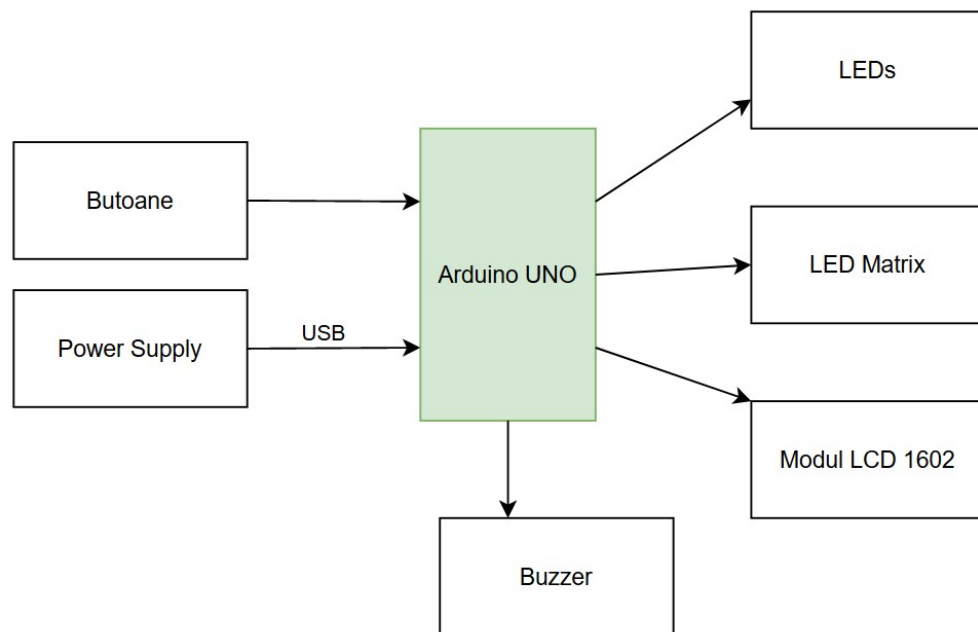 LEDs
Butoane
Arduino UNO
LED Matrix
Power Supply
USB
Modul LCD 1602
Buzzer